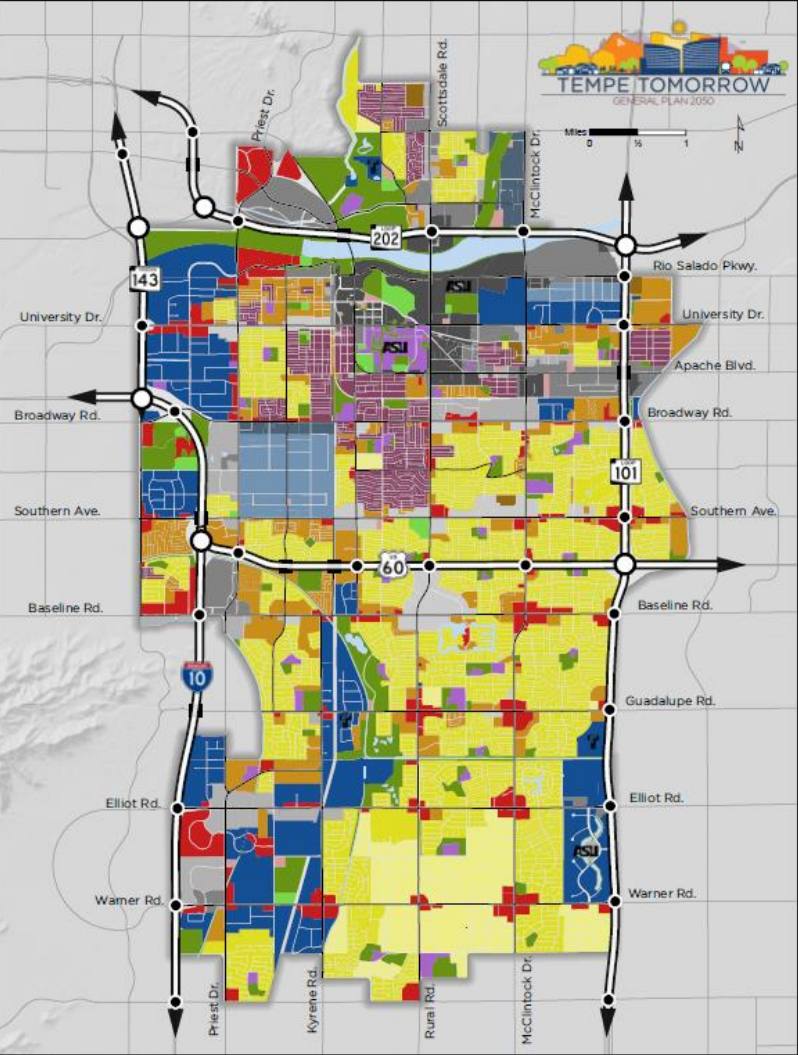 TEMPE TOMORROW
GENERAL PLAN 2050
Miles
0 ½ 1
N
Priest Dr.
Scottsdale Rd.
McClintock Dr.
LOOP
202
143
Rio Salado Pkwy.
ASU
University Dr.
University Dr.
ASU
Apache Blvd.
Broadway Rd.
Broadway Rd.
LOOP
101
Southern Ave.
Southern Ave.
US
60
Baseline Rd.
Baseline Rd.
10
Guadalupe Rd.
Elliot Rd.
Elliot Rd.
ASU
Warner Rd.
Warner Rd.
Priest Dr.
Kyrene Rd.
Rural Rd.
McClintock Dr.